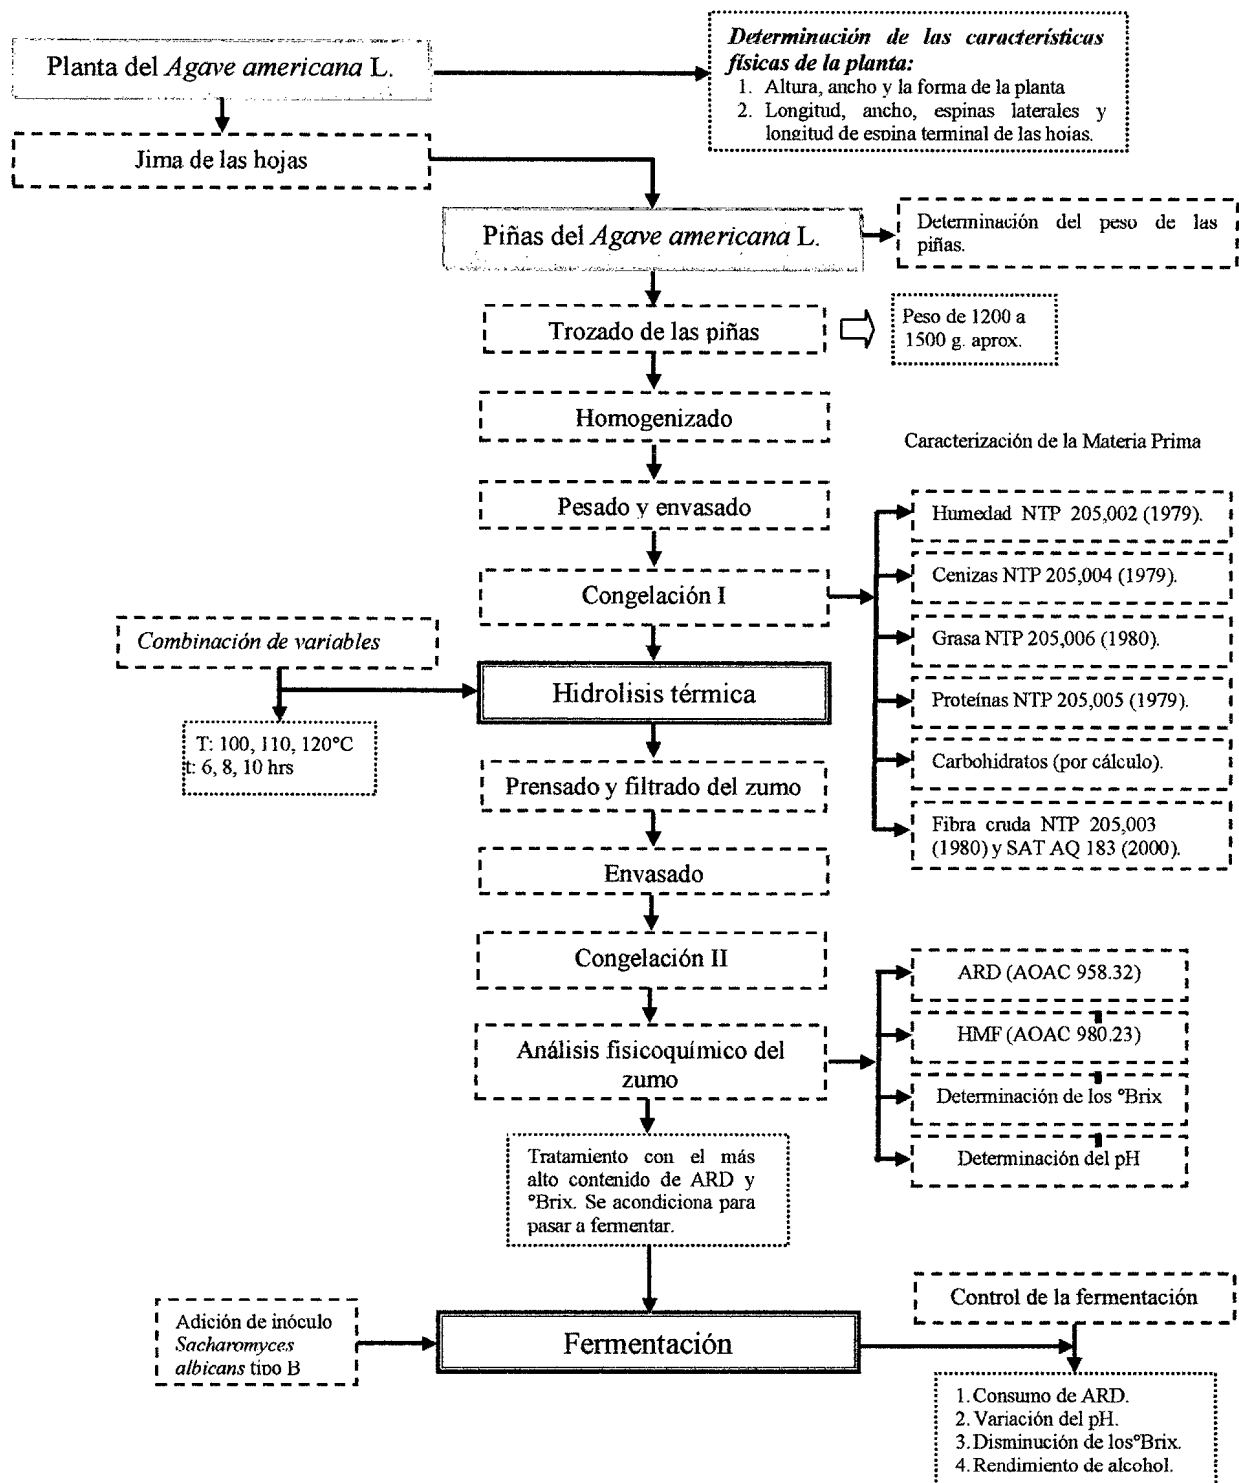 Planta del Agave americana L.
Determinación de las características
físicas de la planta:
1. Altura, ancho y la forma de la planta
2. Longitud, ancho, espinas laterales y
longitud de espina terminal de las hojas.
Jima de las hojas
Piñas del Agave americana L.
Determinación del peso de las
piñas.
Trozado de las piñas
Peso de 1200 a
1500 g. aprox.
Homogenizado
Caracterización de la Materia Prima
Pesado y envasado
Humedad NTP 205,002 (1979).
Congelación I
Cenizas NTP 205,004 (1979).
Grasa NTP 205,006 (1980).
Proteínas NTP 205,005 (1979).
Carbohidratos (por cálculo).
Fibra cruda NTP 205,003
(1980) y SAT AQ 183 (2000).
Combinación de variables
Hidrolisis térmica
T: 100, 110, 120°C
t: 6, 8, 10 hrs
Prensado y filtrado del zumo
Envasado
Congelación II
Análisis fisicoquímico del
zumo
ARD (AOAC 958.32)
HMF (AOAC 980.23)
Determinación de los °Brix
Determinación del pH
Tratamiento con el más
alto contenido de ARD y
°Brix. Se acondiciona para
pasar a fermentar.
Adición de inóculo
Sacharomyces
albicans tipo B
Fermentación
Control de la fermentación
1. Consumo de ARD.
2. Variación del pH.
3. Disminución de los°Brix.
4. Rendimiento de alcohol.